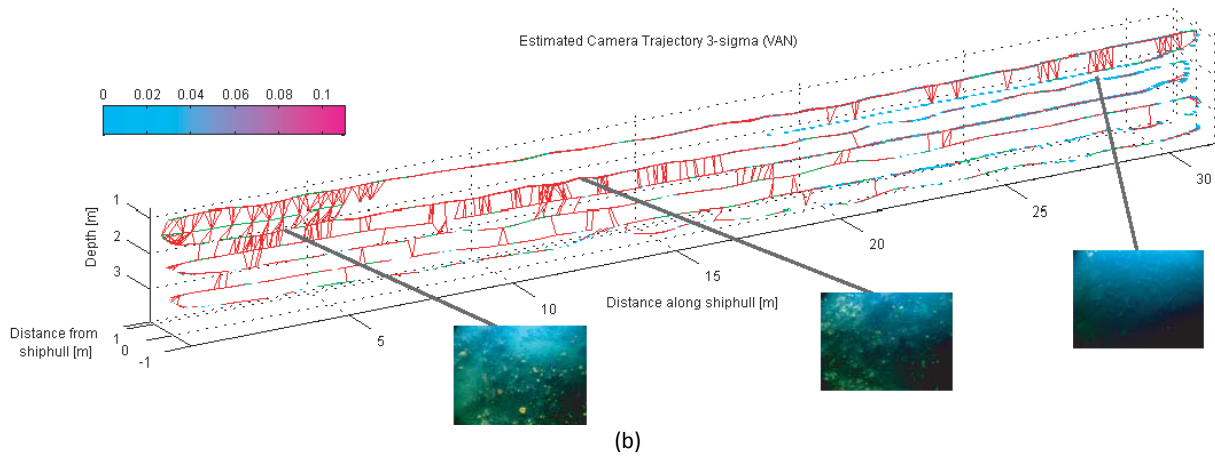 Estimated Camera Trajectory 3-sigma (VAN)
0 0.02 0.04 0.06 0.08 0.1
1
2
3
Depth [m]
Distance from
shiphull [m]
1
0
-1
5
10
15
20
25
30
Distance along shiphull [m]
(b)